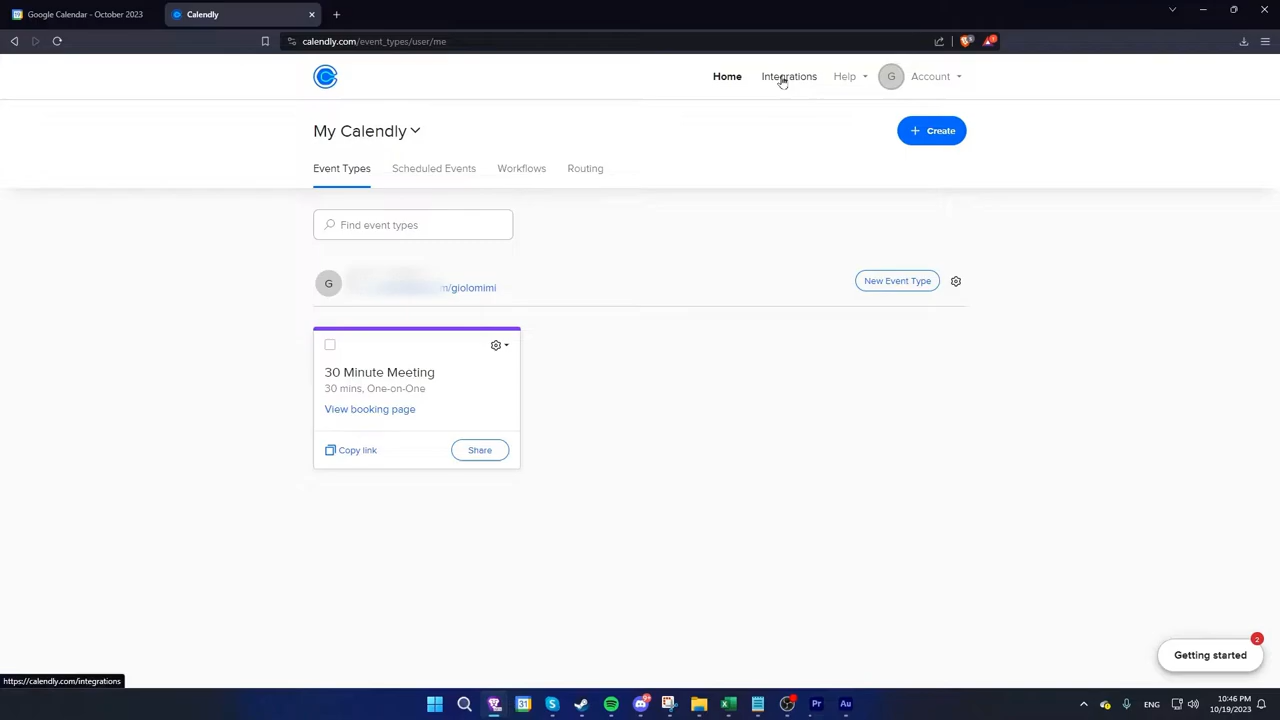 Google Calendar - October 2023
Calendly
calendly.com/event_types/user/me
Home
Integrations
Help
G
Account
My Calendly
+ Create
Event Types
Scheduled Events
Workflows
Routing
Find event types
G
/giolomimi
New Event Type
30 Minute Meeting
30 mins, One-on-One
View booking page
Copy link
Share
2
Getting started
https://calendly.com/integrations
ENG
10:46 PM
10/19/2023